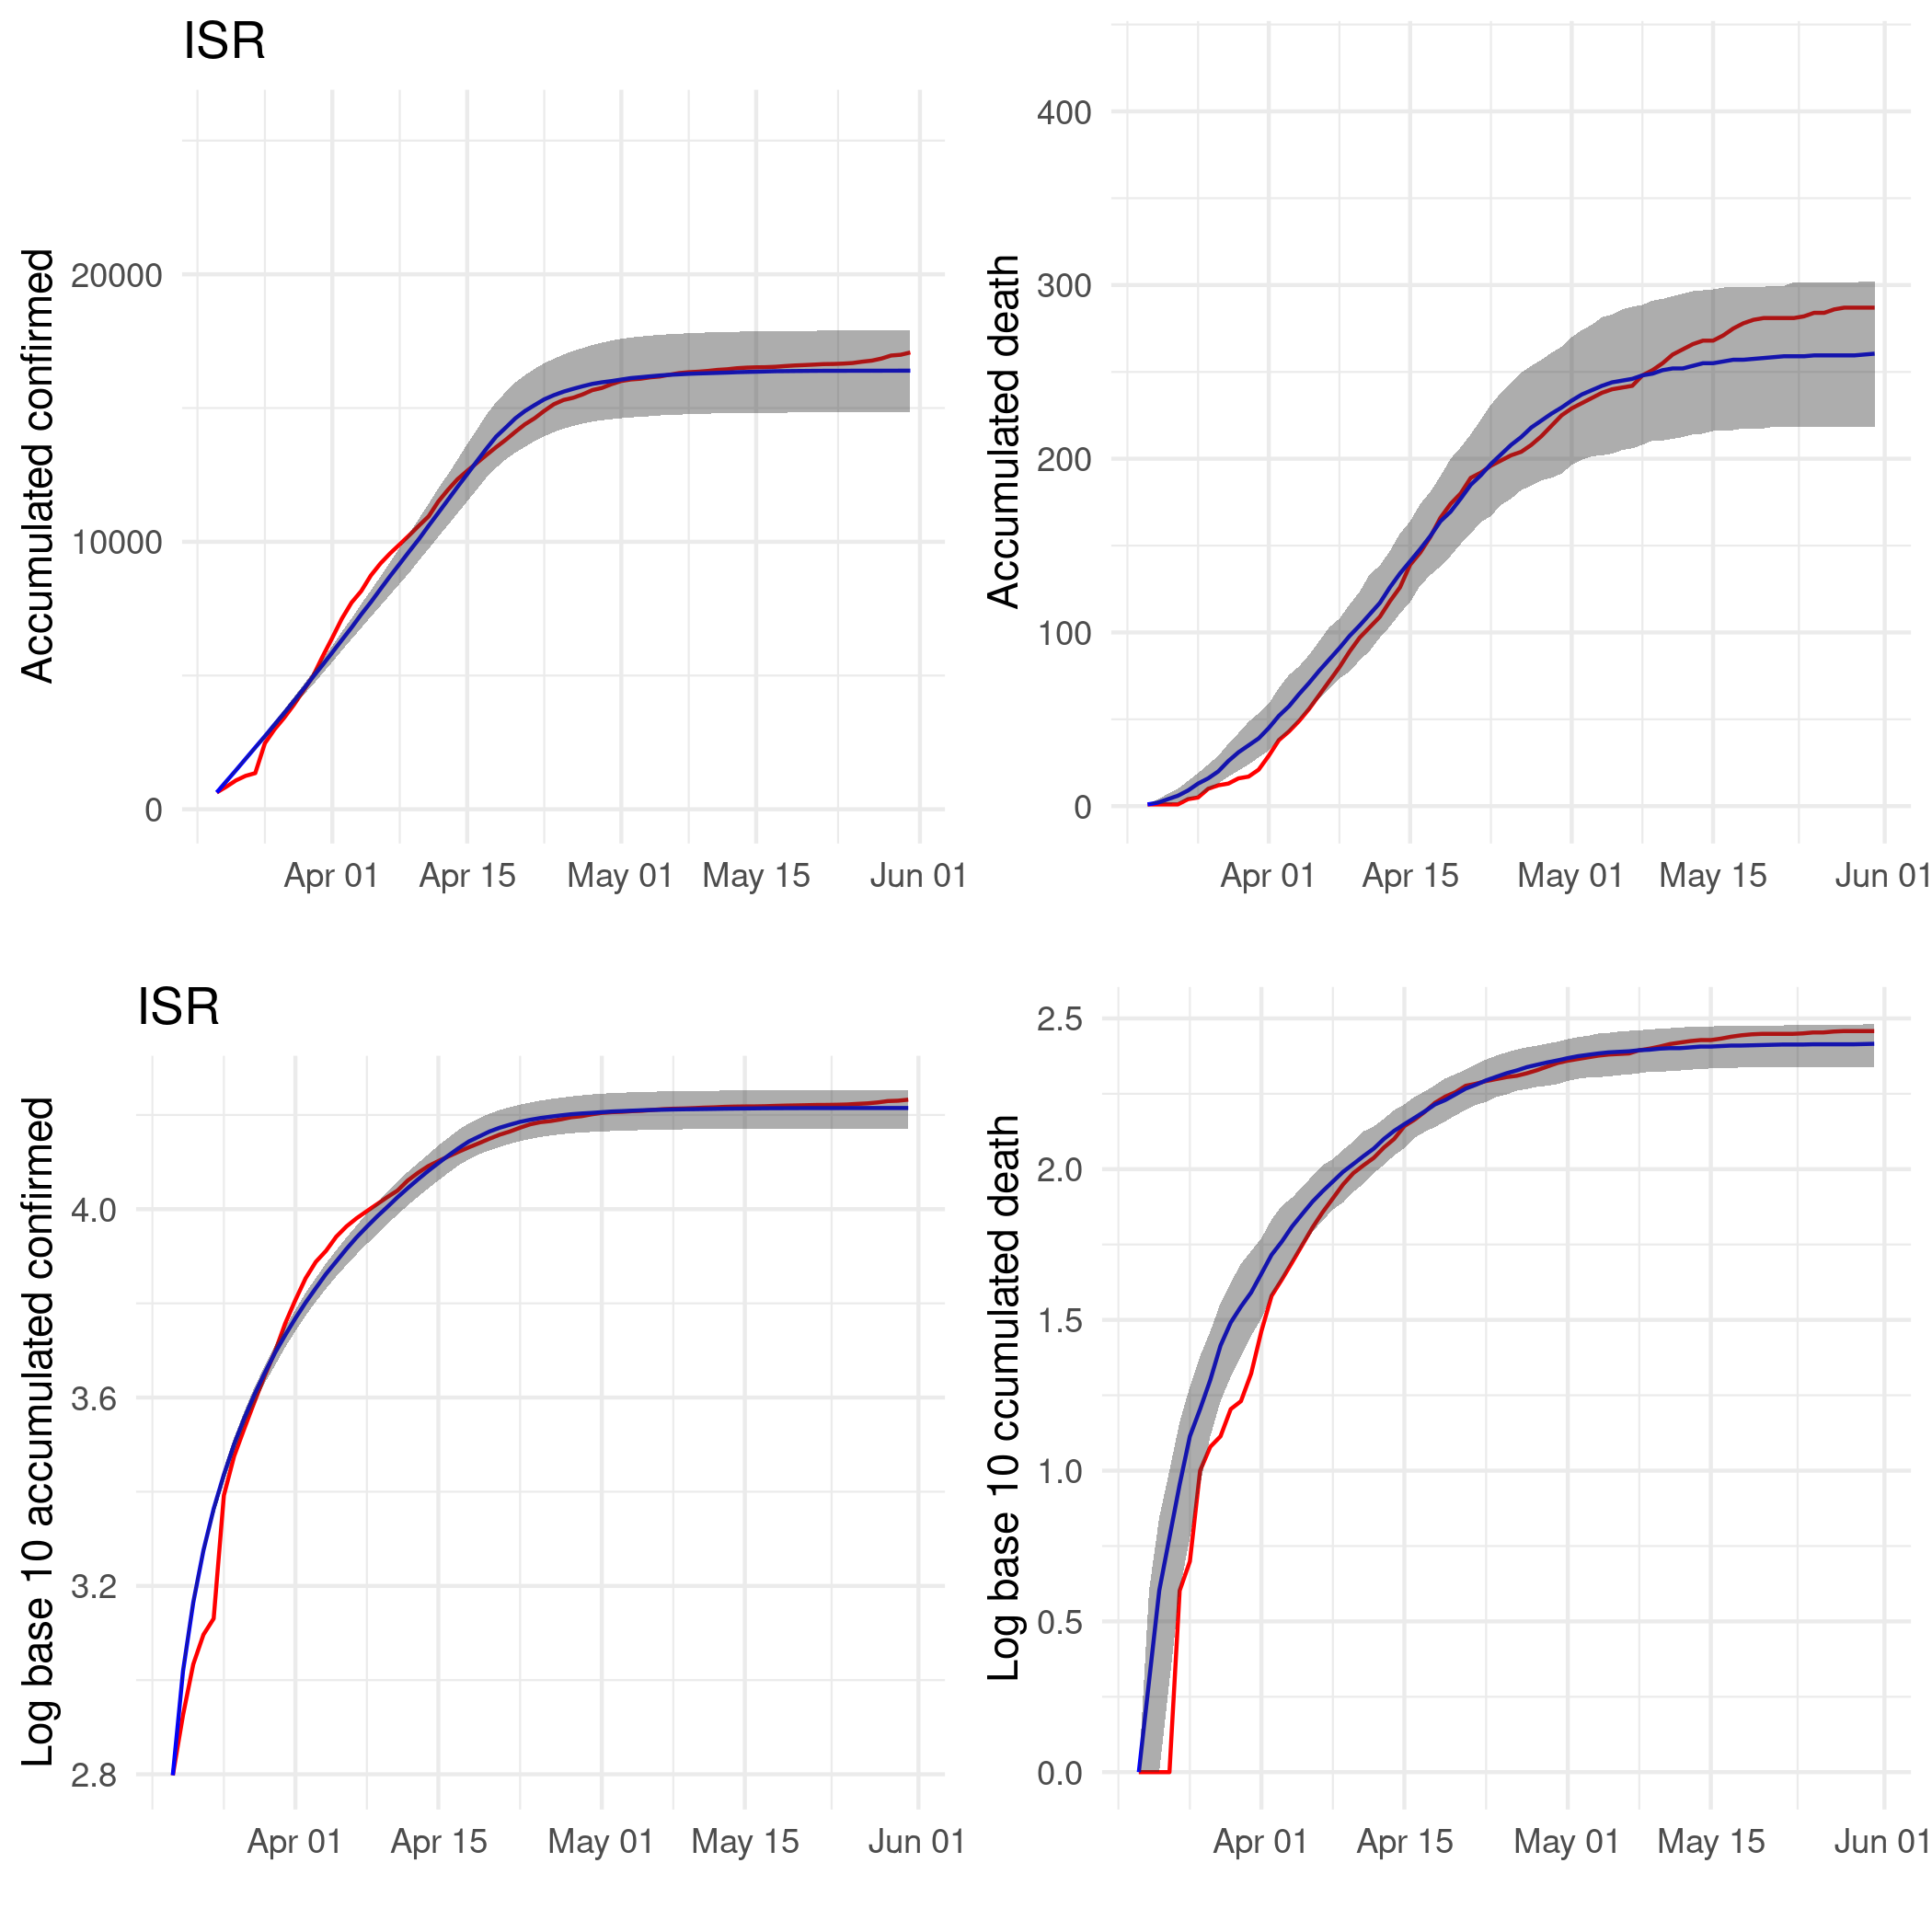 ISR
Accumulated confirmed
20000
10000
0
Apr 01 Apr 15 May 01 May 15 Jun 01
Accumulated death
400
300
200
100
0
Apr 01 Apr 15 May 01 May 15 Jun 01
ISR
Log base 10 accumulated confirmed
4.0
3.6
3.2
2.8
Apr 01 Apr 15 May 01 May 15 Jun 01
Log base 10 ccumulated death
2.5
2.0
1.5
1.0
0.5
0.0
Apr 01 Apr 15 May 01 May 15 Jun 01